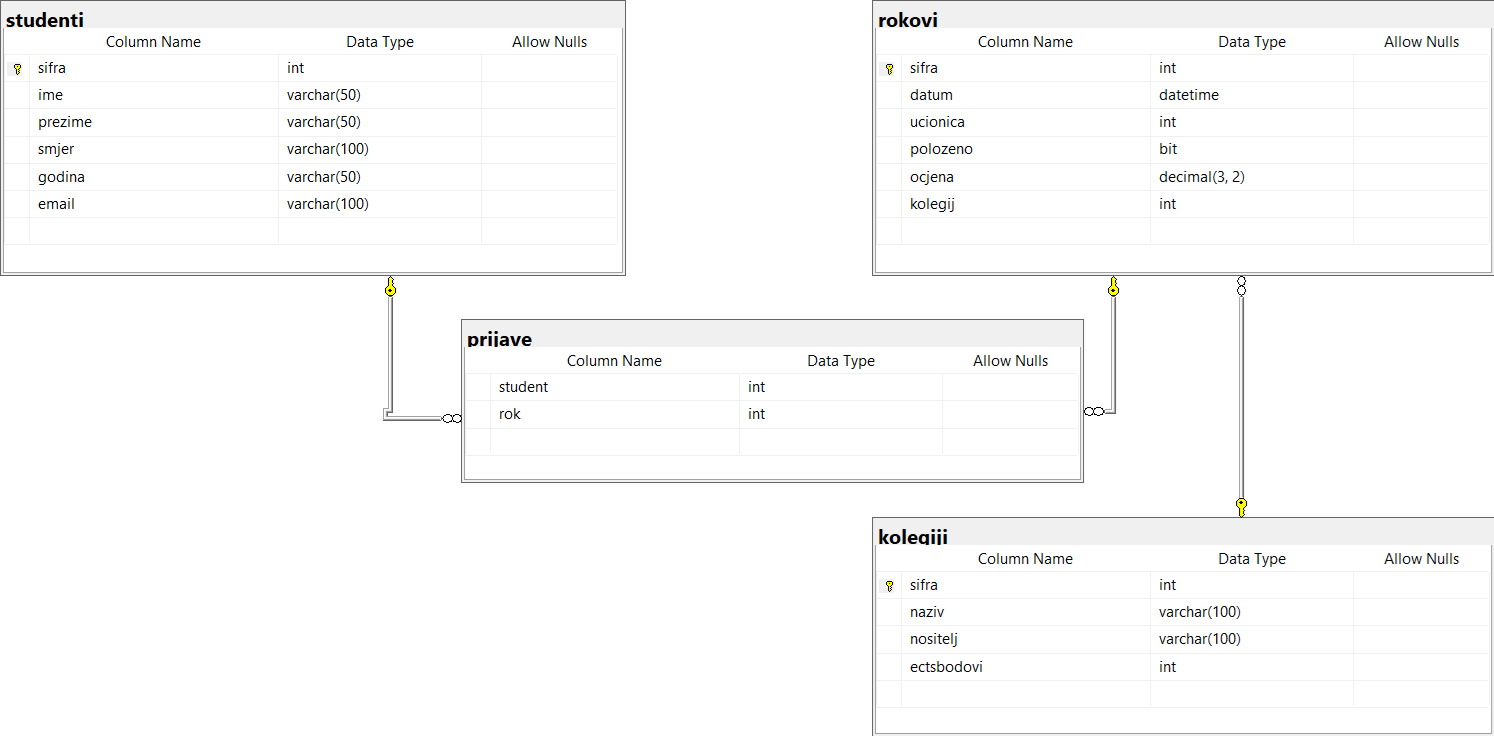 studenti
Column Name Data Type Allow Nulls
sifra int
ime varchar(50)
prezime varchar(50)
smjer varchar(100)
godina varchar(50)
email varchar(100)
rokovi
Column Name Data Type Allow Nulls
sifra int
datum datetime
ucionica int
polozeno bit
ocjena decimal(3, 2)
kolegij int
prijave
Column Name Data Type Allow Nulls
student int
rok int
kolegiji
Column Name Data Type Allow Nulls
sifra int
naziv varchar(100)
nositelj varchar(100)
ectsbodovi int